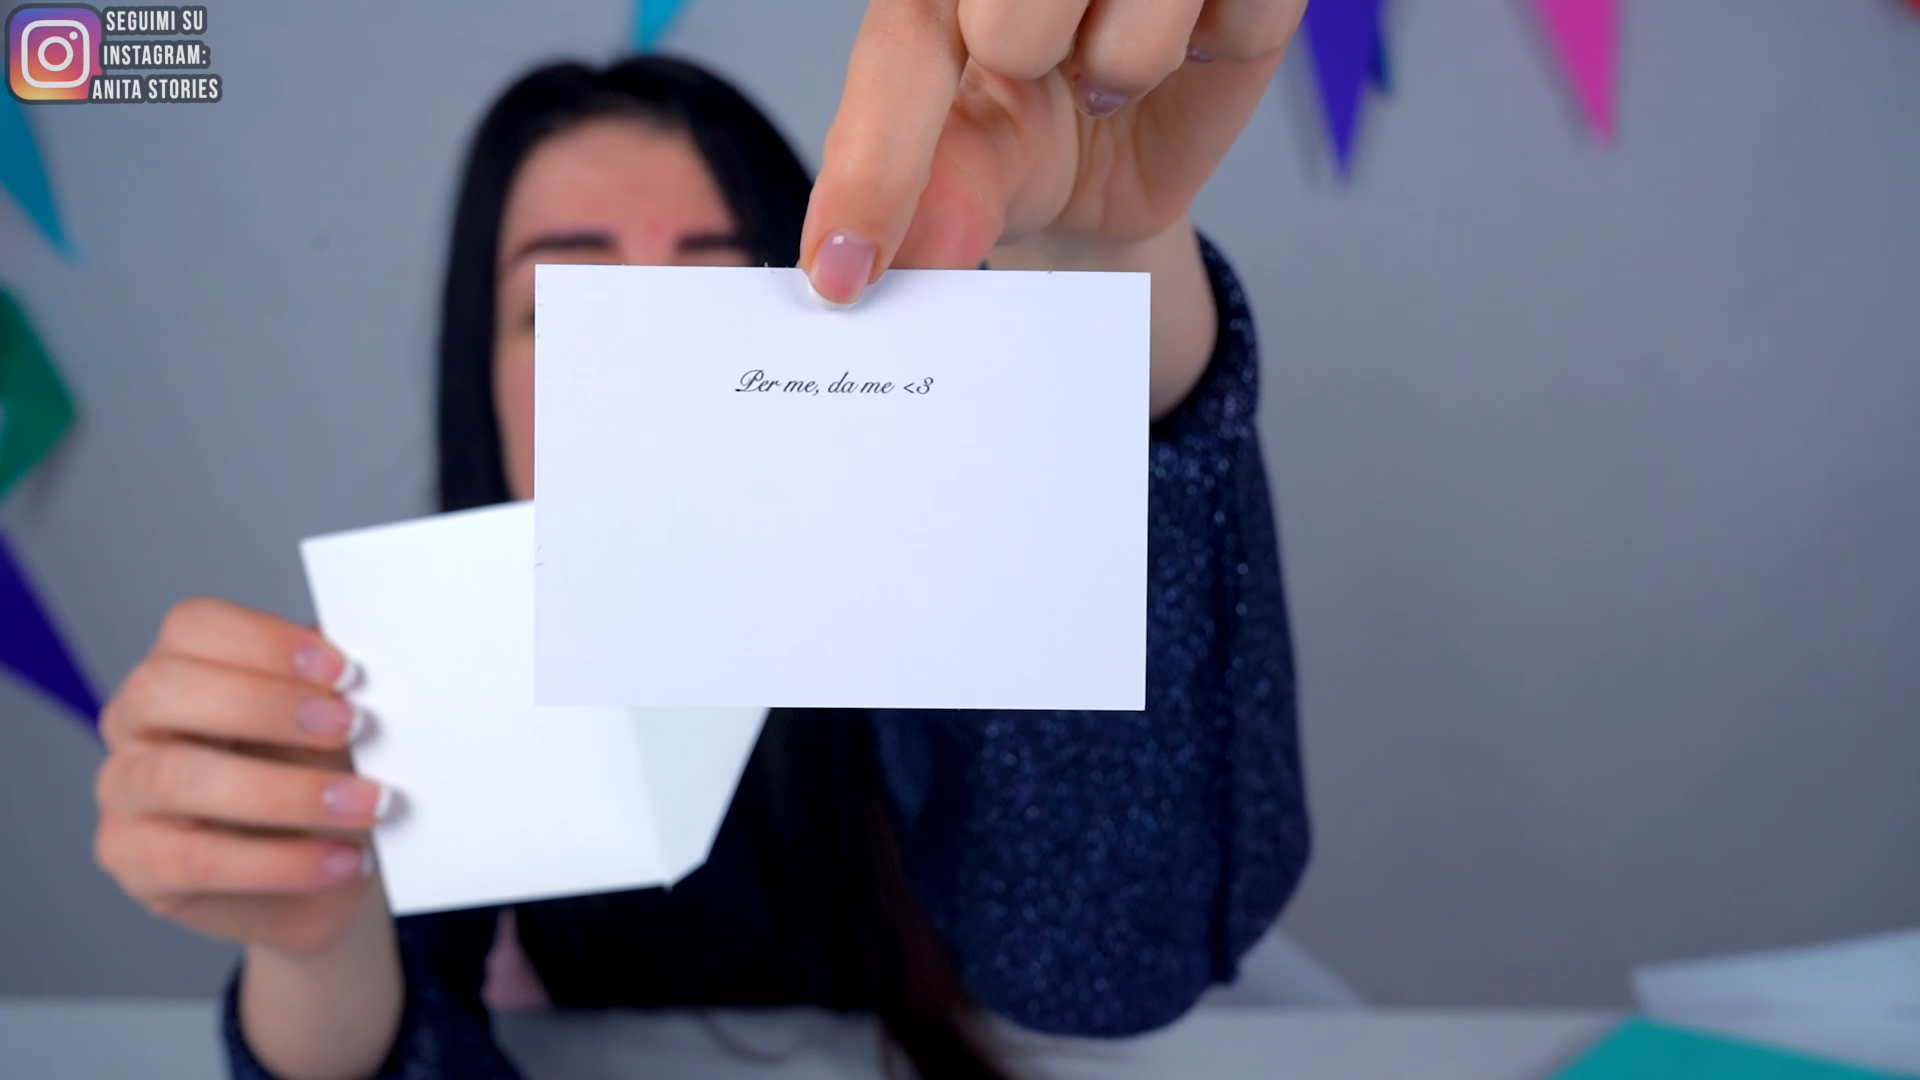 SEGUIMI SU
INSTAGRAM:
ANITA STORIES
Per me, da me <3